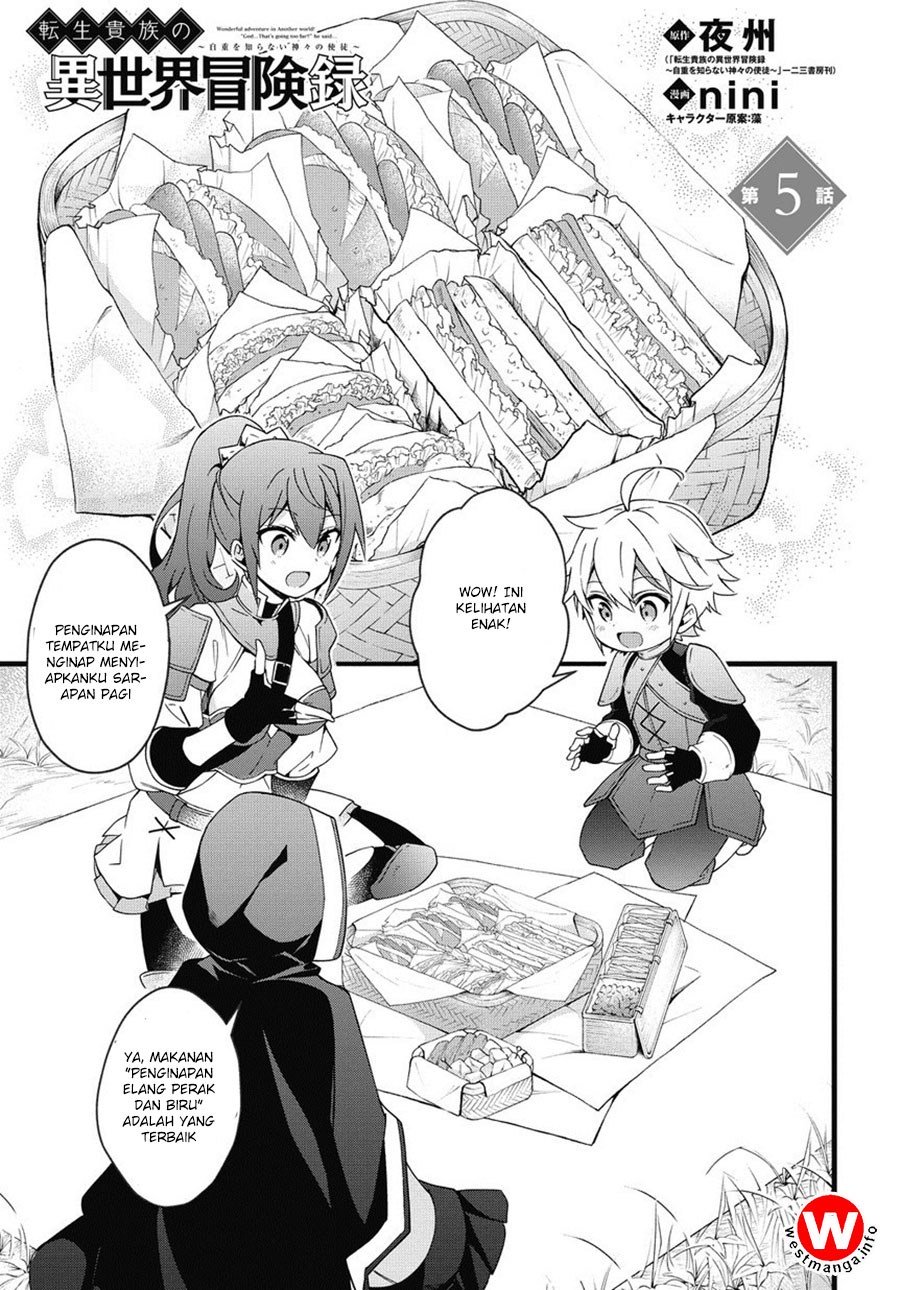 転生貴族の
Wonderful adventure in Another world!
"God...That's going too far!!" he said...
～自重を知らない神々の使徒～
異世界冒険録
原作 夜州
(「転生貴族の異世界冒険録
～自重を知らない神々の使徒～」一二三書房刊)
漫画 nini
キャラクター原案:藻
第5話
WOW! INI
KELIHATAN
ENAK!
PENGINAPAN
TEMPATKU ME-
NGINAP MENYI-
APKANKU SAR-
APAN PAGI
YA, MAKANAN
"PENGINAPAN
ELANG PERAK
DAN BIRU"
ADALAH YANG
TERBAIK
W
westmanga.info